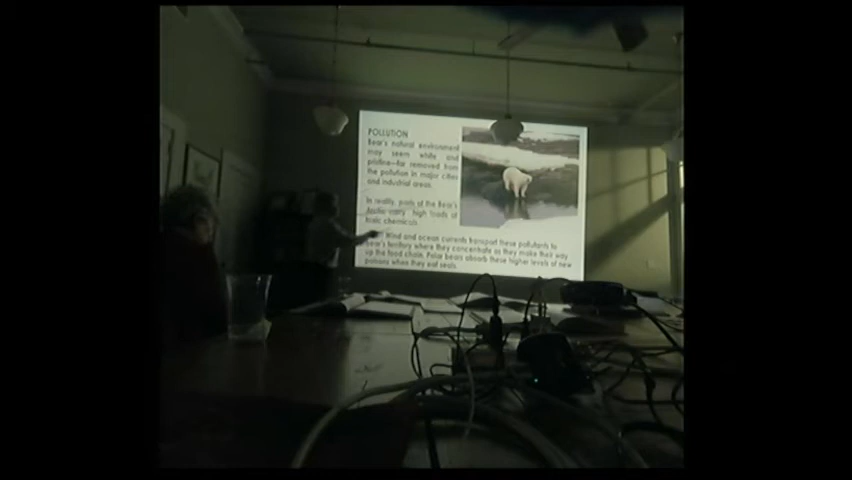 POLLUTION
Bear's natural environment
may seem white and
pristine—far removed from
the pollution in major cities
and industrial areas.
In reality, parts of the Bear's
Arctic carry high loads of
toxic chemicals.
Wind and ocean currents transport these pollutants to
bear's territory where they concentrate as they make their way
up the food chain. Polar bears absorb these higher levels of new
poisons when they eat seals.